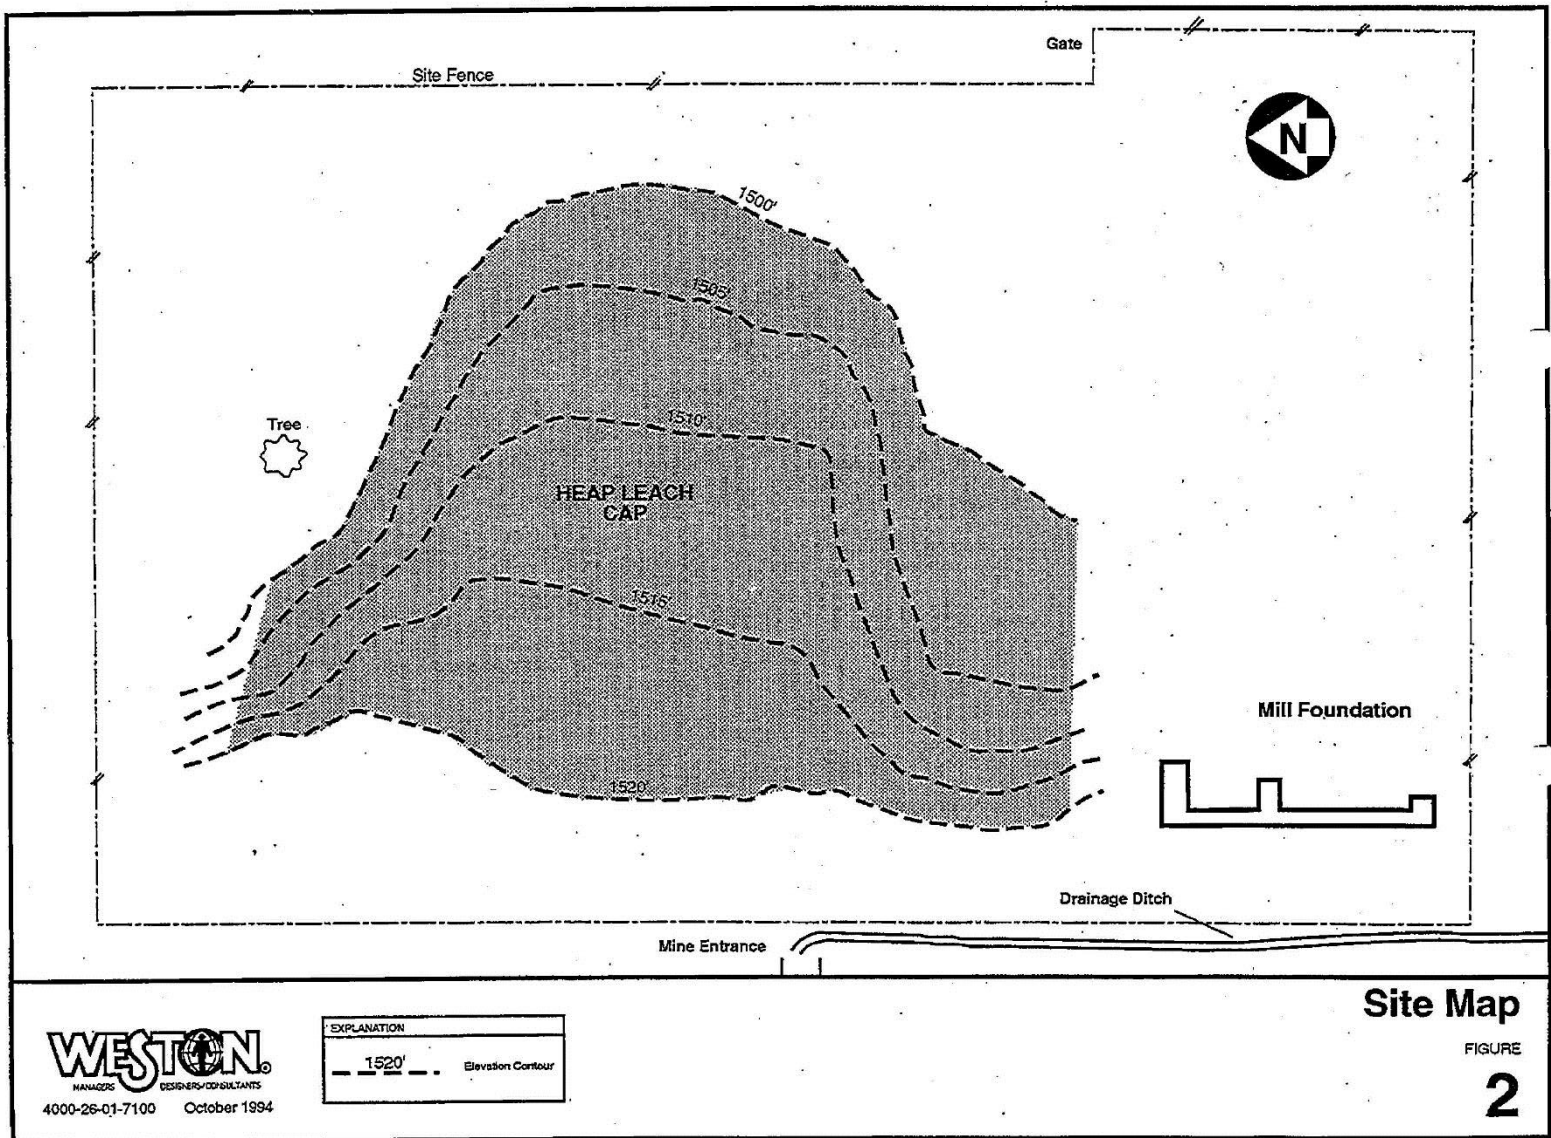 Gate
Site Fence
N
1500'
1505'
Tree
1510'
HEAP LEACH
CAP
1515'
Mill Foundation
1520'
Drainage Ditch
Mine Entrance
Site Map
FIGURE
2
WESTON
MANAGERS DESIGNERS/CONSULTANTS
4000-26-01-7100 October 1994
EXPLANATION
1520' Elevation Contour